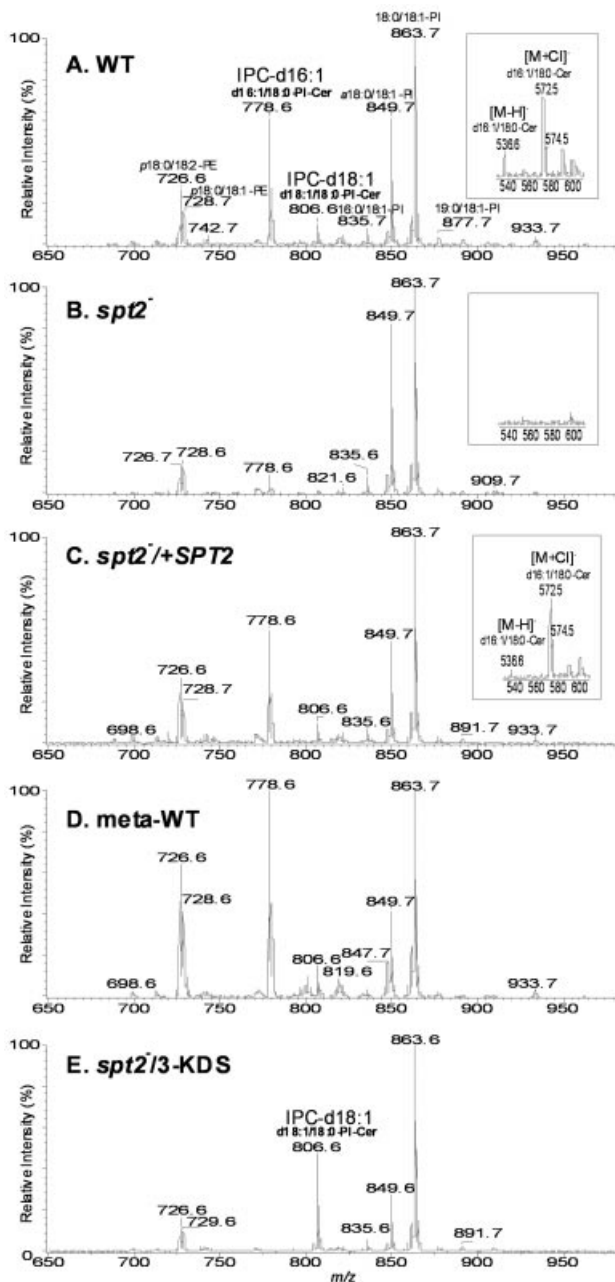 18:0/18:1-PI
863.7
100
A. WT
IPC-d16:1
d16:1/18:0-PI-Cer
778.6
a18:0/18:1-PI
849.7
[M+Cl]-
d16:1/18:0-Cer
572.5
[M-H]-
d16:1/18:0-Cer
536.6
574.5
540 560 580 600
p18:0/18:2-PE
726.6
p18:0/18:1-PE
728.7
742.7
IPC-d18:1
d18:1/18:0-PI-Cer
806.6
16:0/18:1-PI
835.7
19:0/18:1-PI
877.7
933.7
Relative Intensity (%)
650 700 750 800 850 900 950
863.7
100
B. spt2-
849.7
726.7
728.6
778.6
835.6
821.6
909.7
540 560 580 600
Relative Intensity (%)
650 700 750 800 850 900 950
863.7
100
C. spt2-/+SPT2
778.6
849.7
[M+Cl]-
d16:1/18:0-Cer
572.5
[M-H]-
d16:1/18:0-Cer
574.5
536.6
540 560 580 600
726.6
728.7
698.6
806.6
835.6
891.7
933.7
Relative Intensity (%)
650 700 750 800 850 900 950
778.6
863.7
100
D. meta-WT
726.6
728.6
849.7
806.6
847.7
819.6
698.6
933.7
Relative Intensity (%)
650 700 750 800 850 900 950
863.6
100
E. spt2-/3-KDS
IPC-d18:1
d18:1/18:0-PI-Cer
806.6
849.6
726.6
729.6
835.6
891.7
Relative Intensity (%)
0
650 700 750 800 850 900 950
m/z